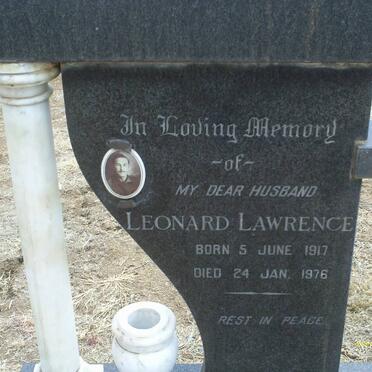 In Loving Memory
-of-
MY DEAR HUSBAND
LEONARD LAWRENCE
BORN 5 JUNE 1917
DIED 24 JAN. 1976
REST IN PEACE